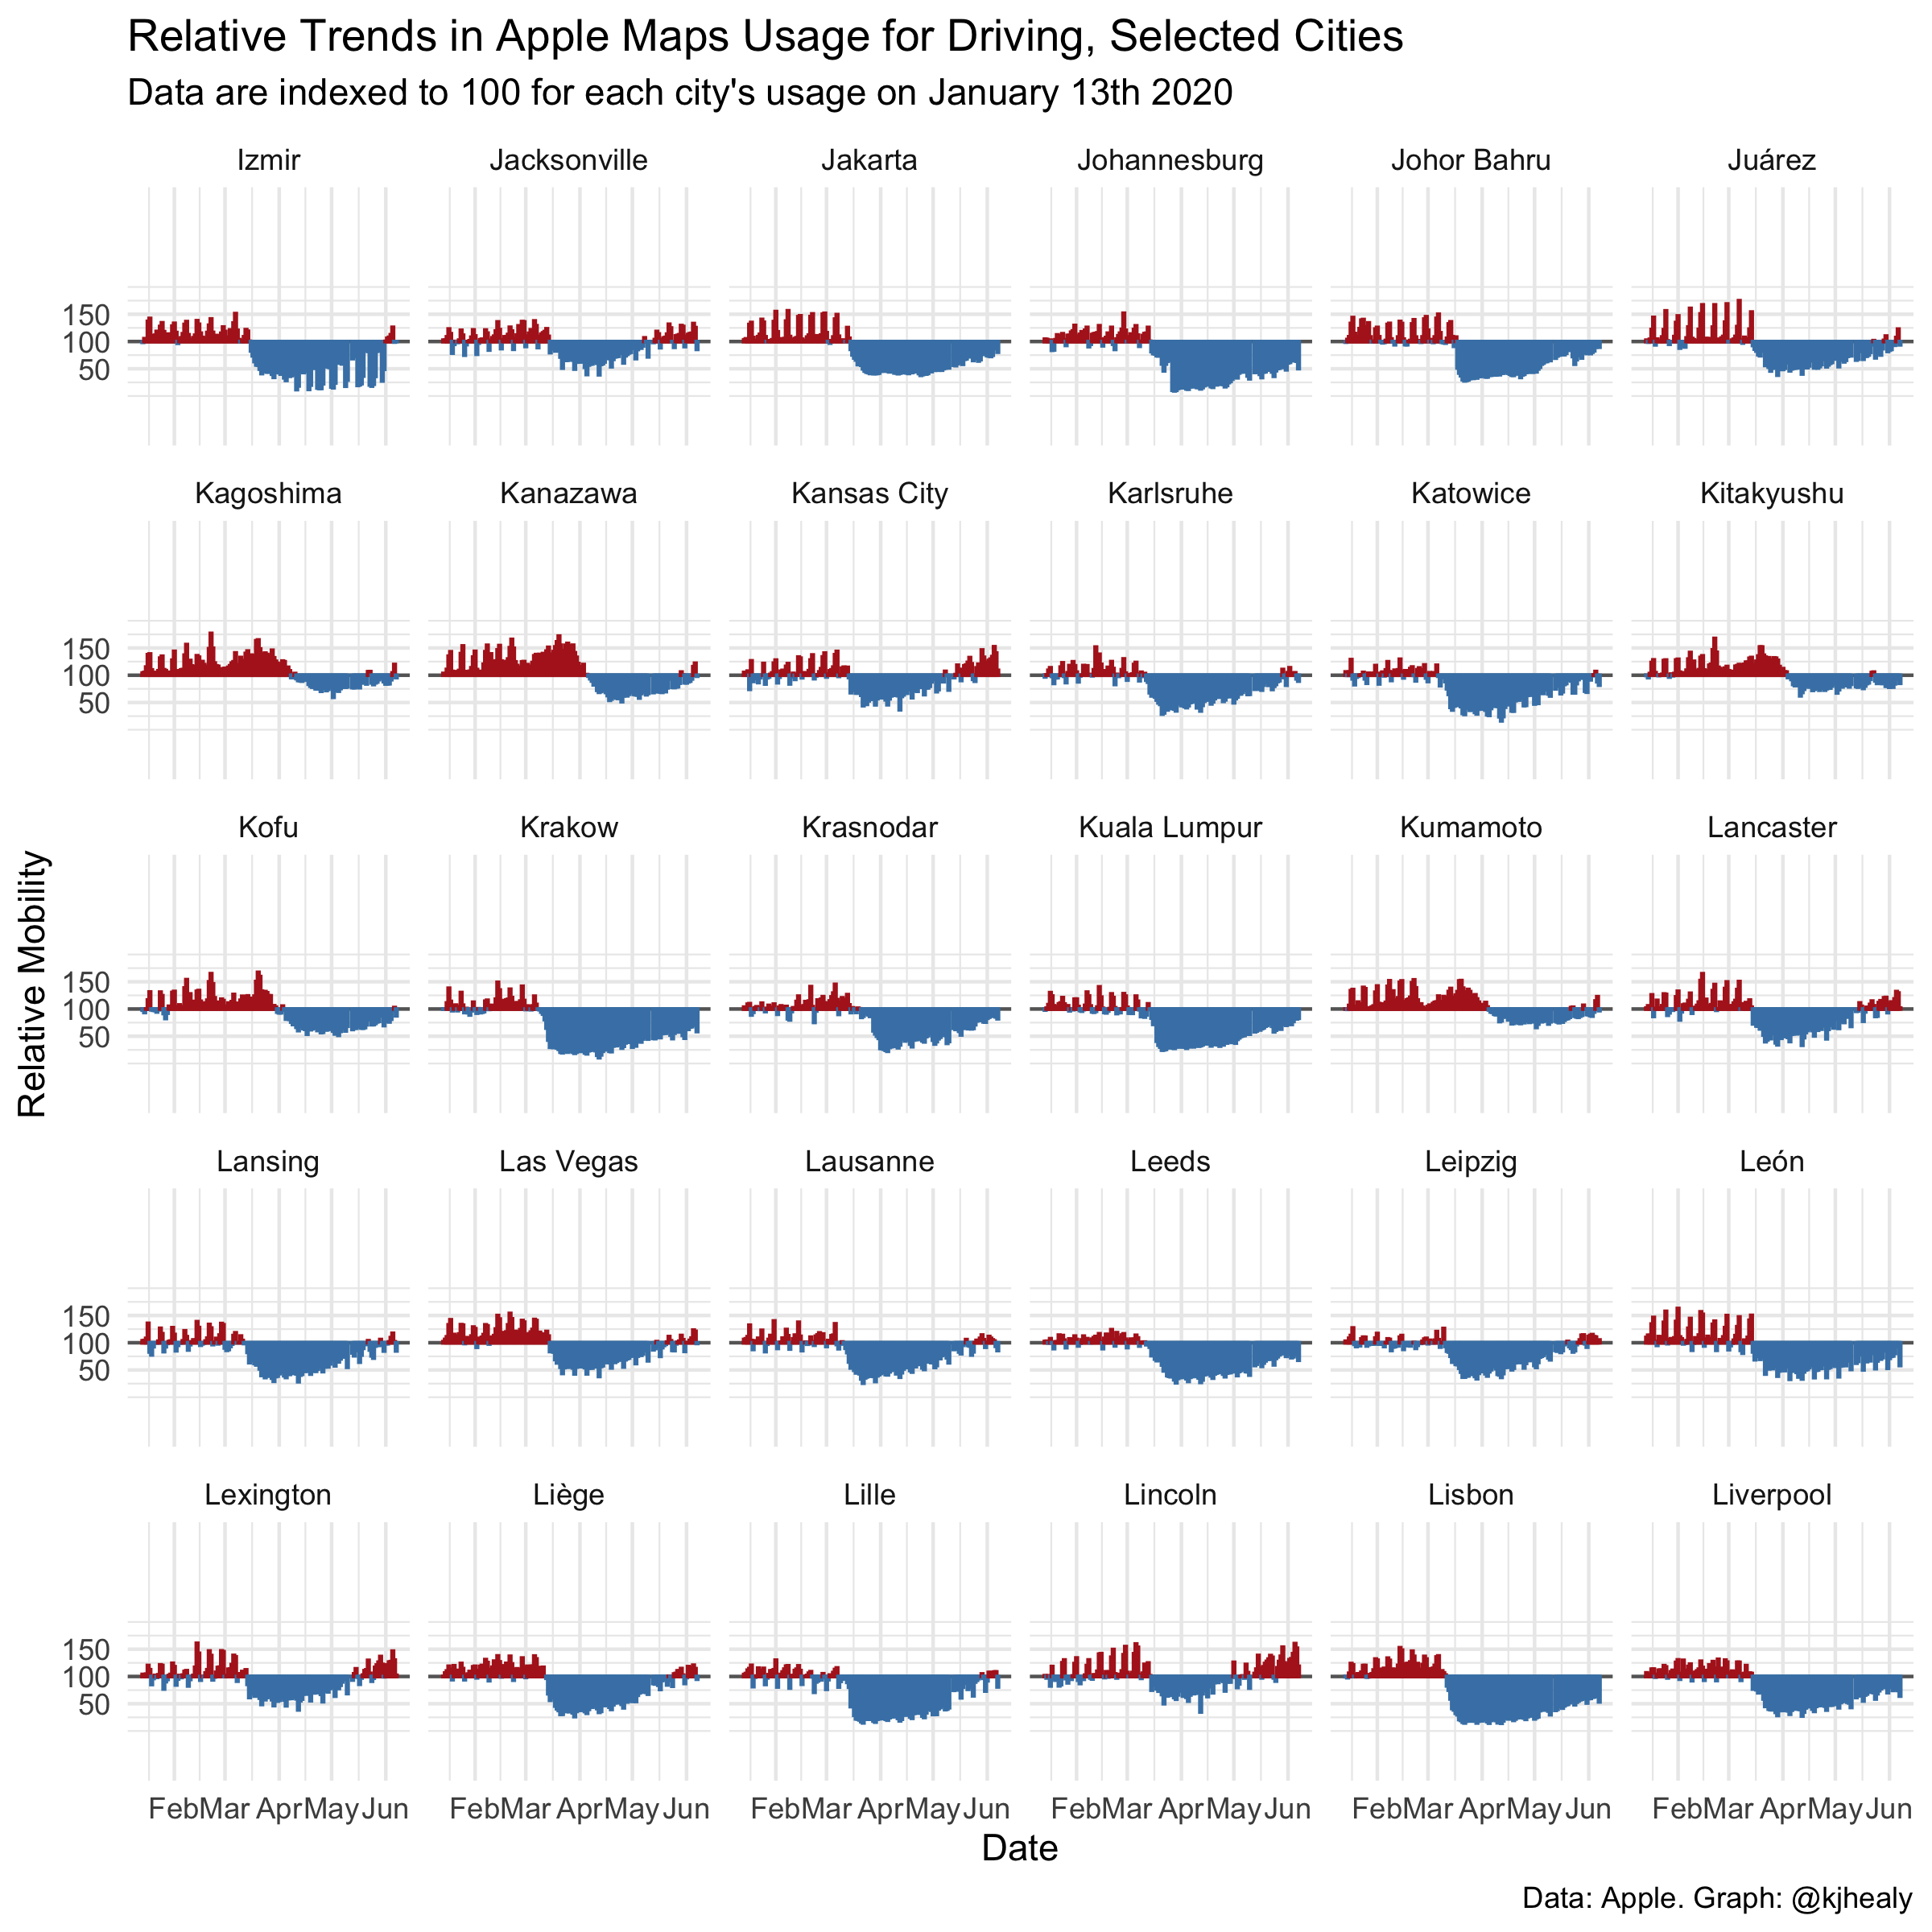 Relative Trends in Apple Maps Usage for Driving, Selected Cities
Data are indexed to 100 for each city's usage on January 13th 2020
Izmir Jacksonville Jakarta Johannesburg Johor Bahru Juárez
150
100
50
Kagoshima Kanazawa Kansas City Karlsruhe Katowice Kitakyushu
150
100
50
Kofu Krakow Krasnodar Kuala Lumpur Kumamoto Lancaster
150
100
50
Relative Mobility
Lansing Las Vegas Lausanne Leeds Leipzig León
150
100
50
Lexington Liège Lille Lincoln Lisbon Liverpool
150
100
50
Feb Mar Apr May Jun Feb Mar Apr May Jun Feb Mar Apr May Jun Feb Mar Apr May Jun Feb Mar Apr May Jun Feb Mar Apr May Jun
Date
Data: Apple. Graph: @kjhealy